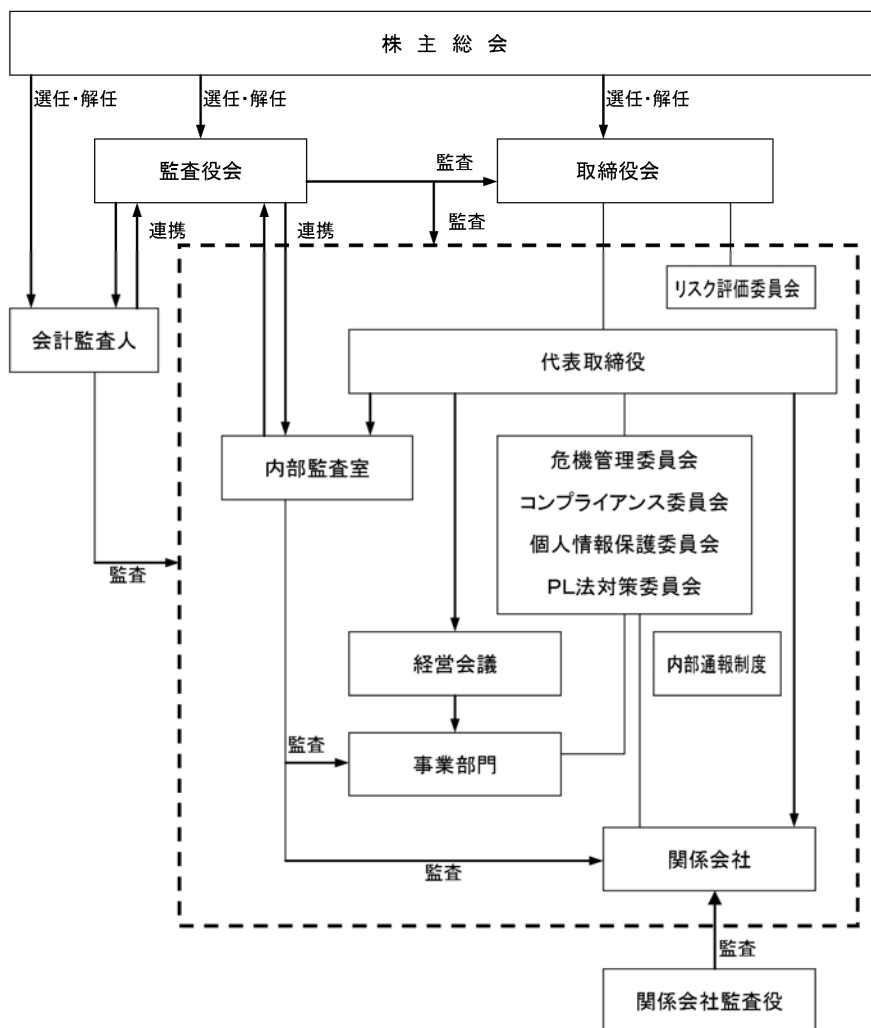 株主総会
選任・解任
選任・解任
選任・解任
監査役会
監査
取締役会
連携
連携
監査
リスク評価委員会
会計監査人
代表取締役
内部監査室
危機管理委員会
コンプライアンス委員会
個人情報保護委員会
PL法対策委員会
監査
経営会議
内部通報制度
監査
事業部門
関係会社
監査
監査
関係会社監査役